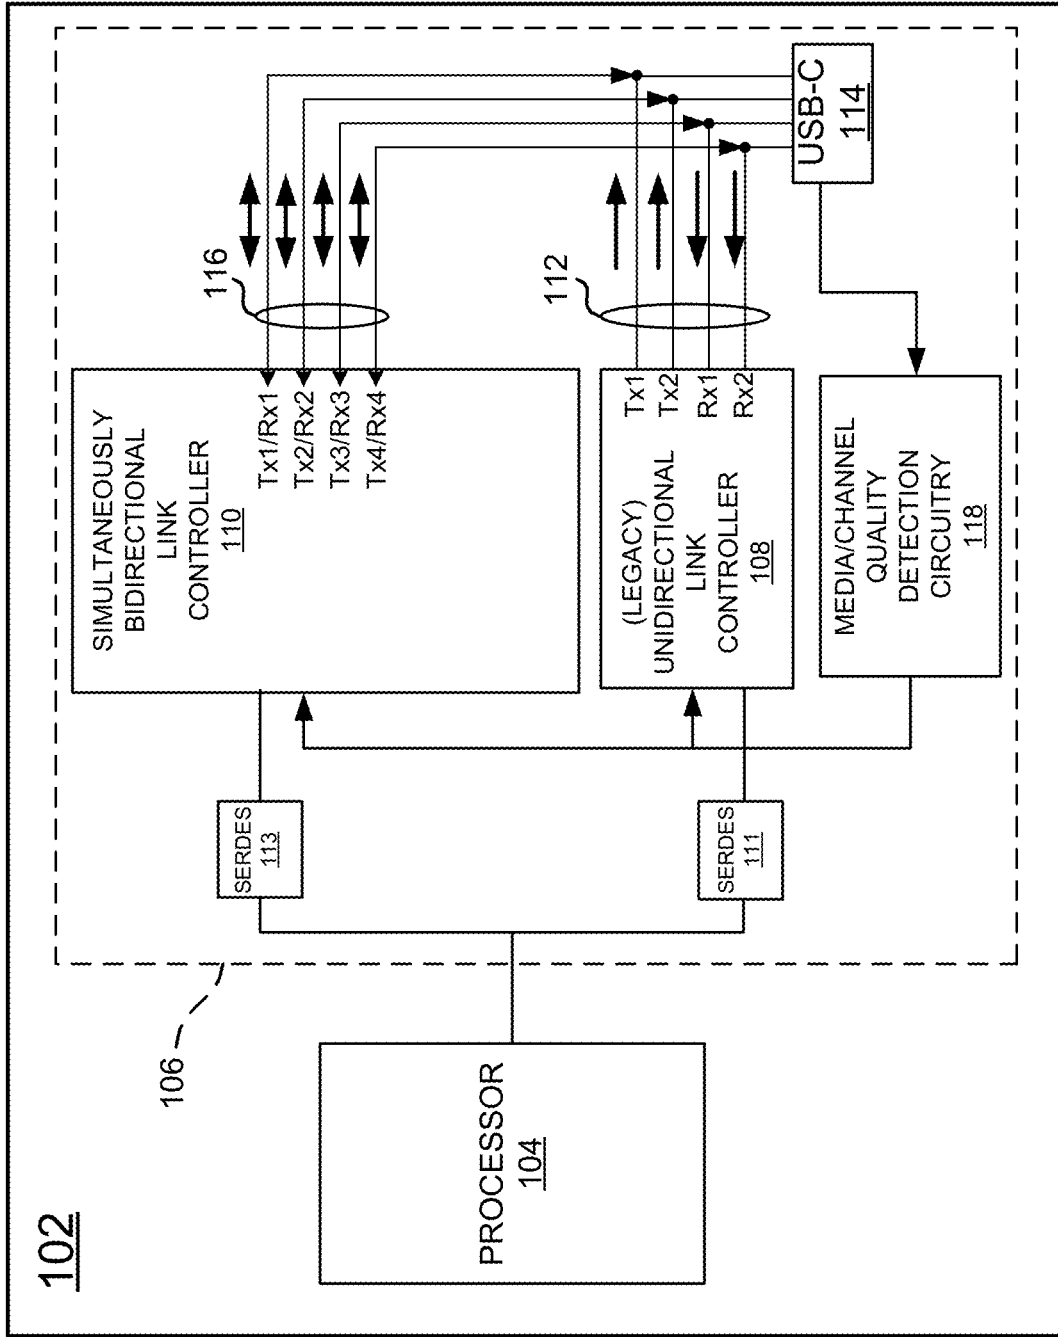 102
PROCESSOR
104
106
SERDES
113
SERDES
111
SIMULTANEOUSLY
BIDIRECTIONAL
LINK
CONTROLLER
110
Tx1/Rx1
Tx2/Rx2
Tx3/Rx3
Tx4/Rx4
116
(LEGACY)
UNIDIRECTIONAL
LINK
CONTROLLER
108
Tx1
Tx2
Rx1
Rx2
112
MEDIA/CHANNEL
QUALITY
DETECTION
CIRCUITRY
118
USB-C
114